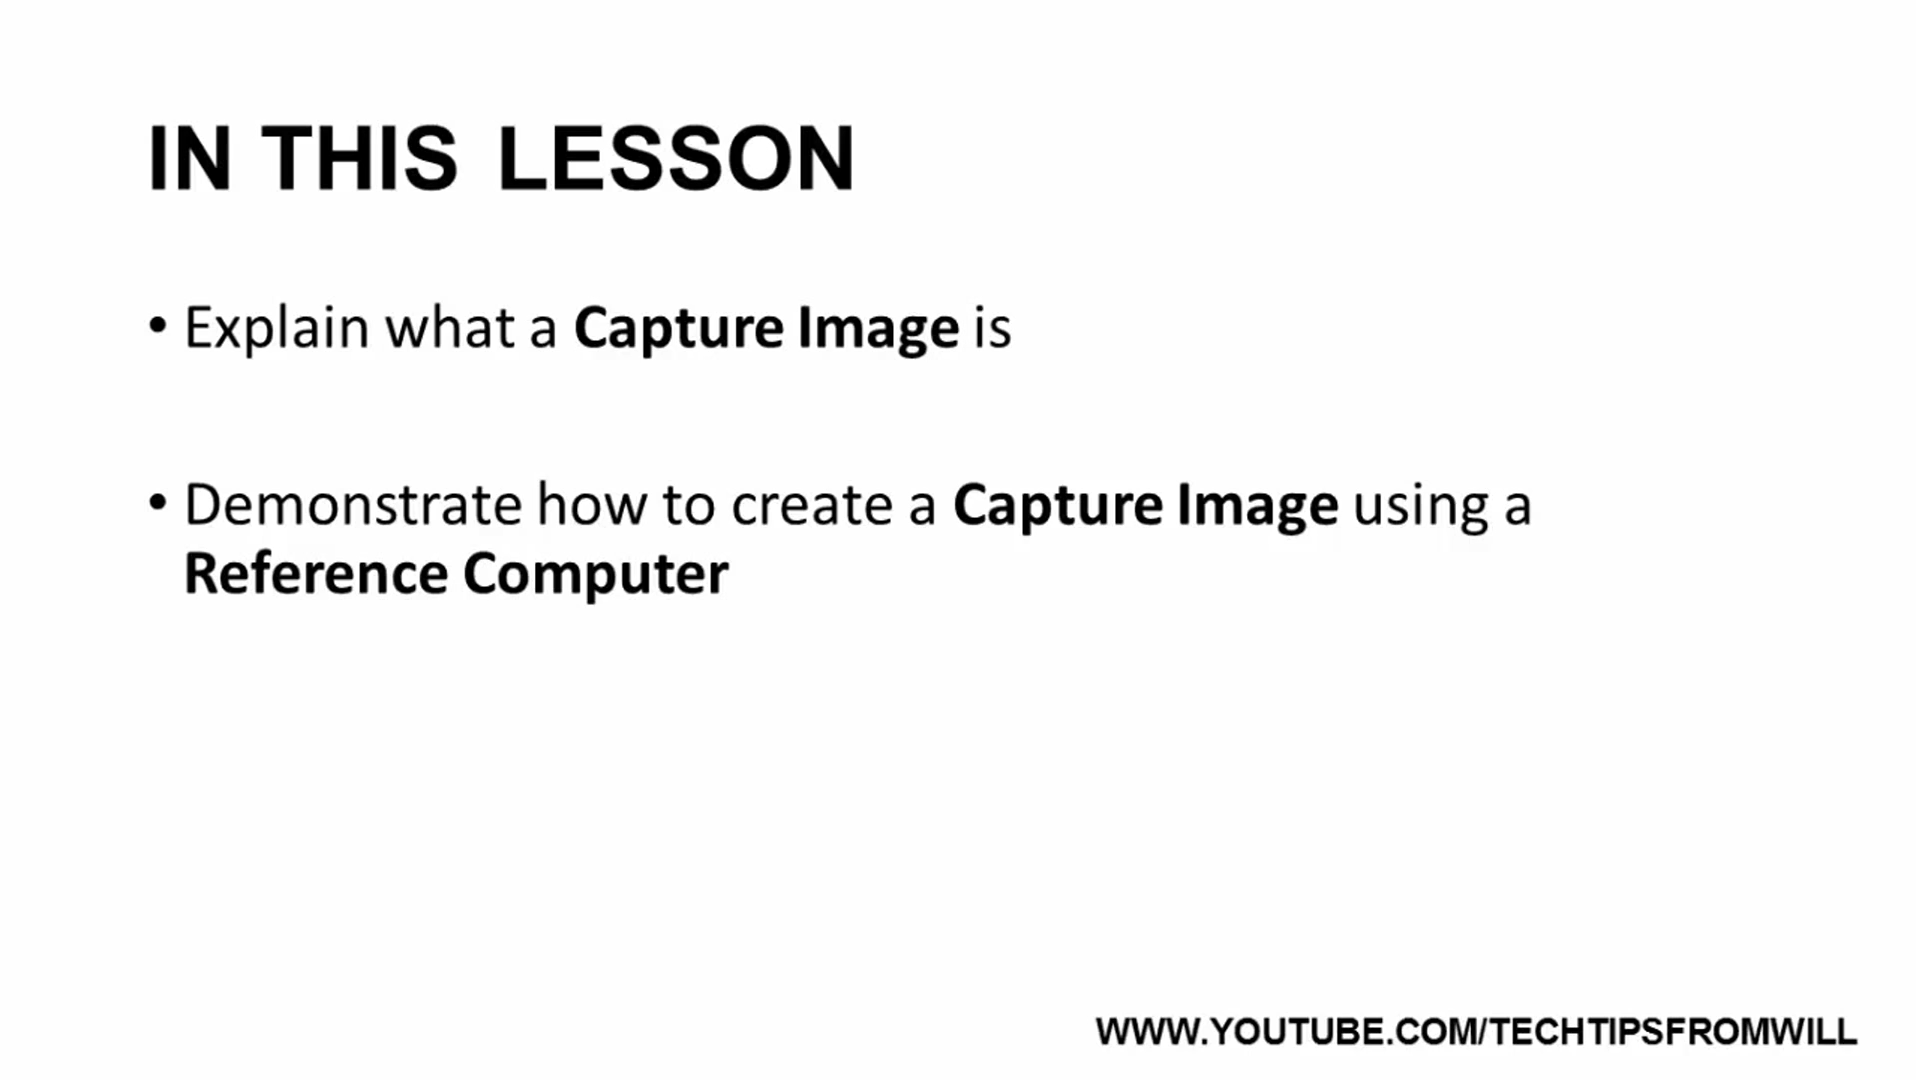 IN THIS LESSON
• Explain what a Capture Image is
• Demonstrate how to create a Capture Image using a
Reference Computer
WWW.YOUTUBE.COM/TECHTIPSFROMWILL